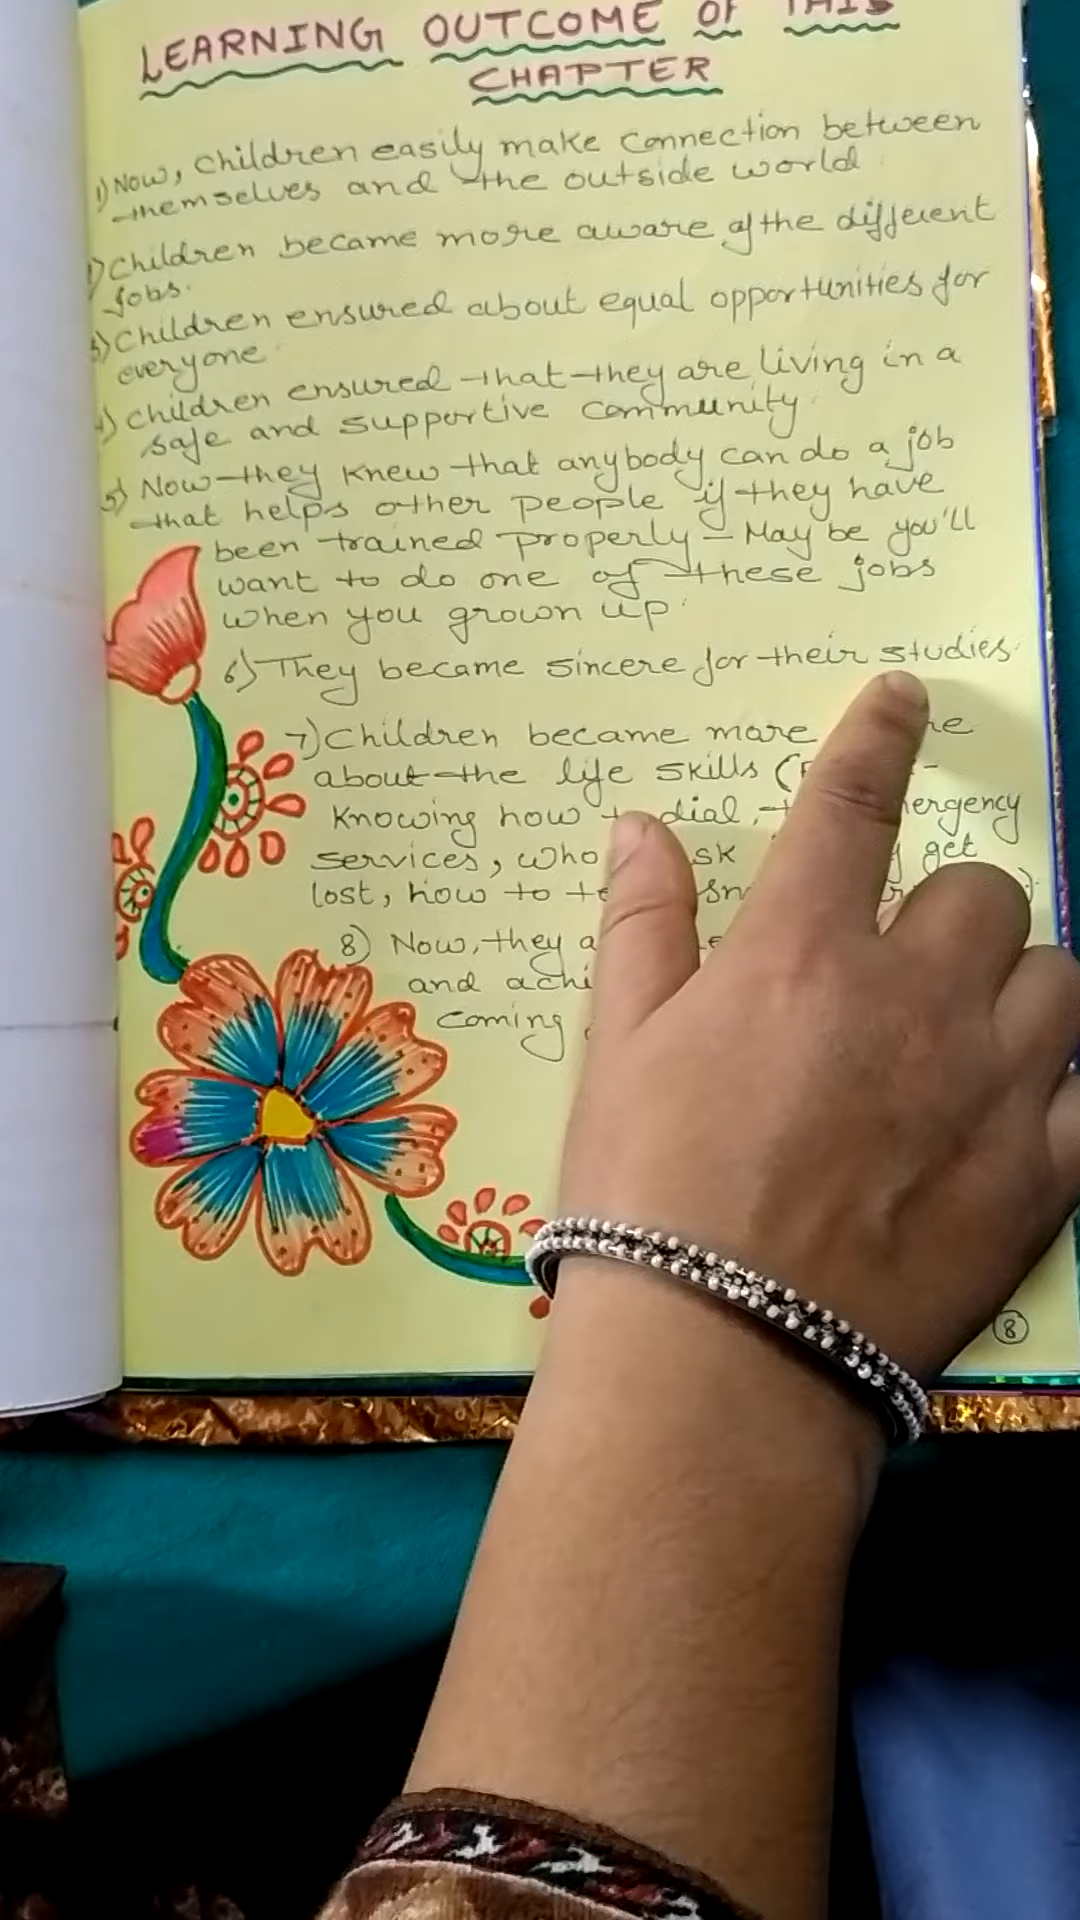 LEARNING OUTCOME OF THIS
CHAPTER
1) Now, children easily make connection between
themselves and the outside world
children became more aware of the different
jobs.
3) Children ensured about equal opportunities for
everyone.
4) children ensured that they are living in a
safe and supportive community.
5) Now they knew that anybody can do a job
that helps other people if they have
been trained properly - May be you'll
want to do one of these jobs
when you grown up.
6) They became sincere for their studies.
7) Children became more
about the life skills
Knowing how dial,
services, who get
lost, how to
8) Now, they
and
coming
8